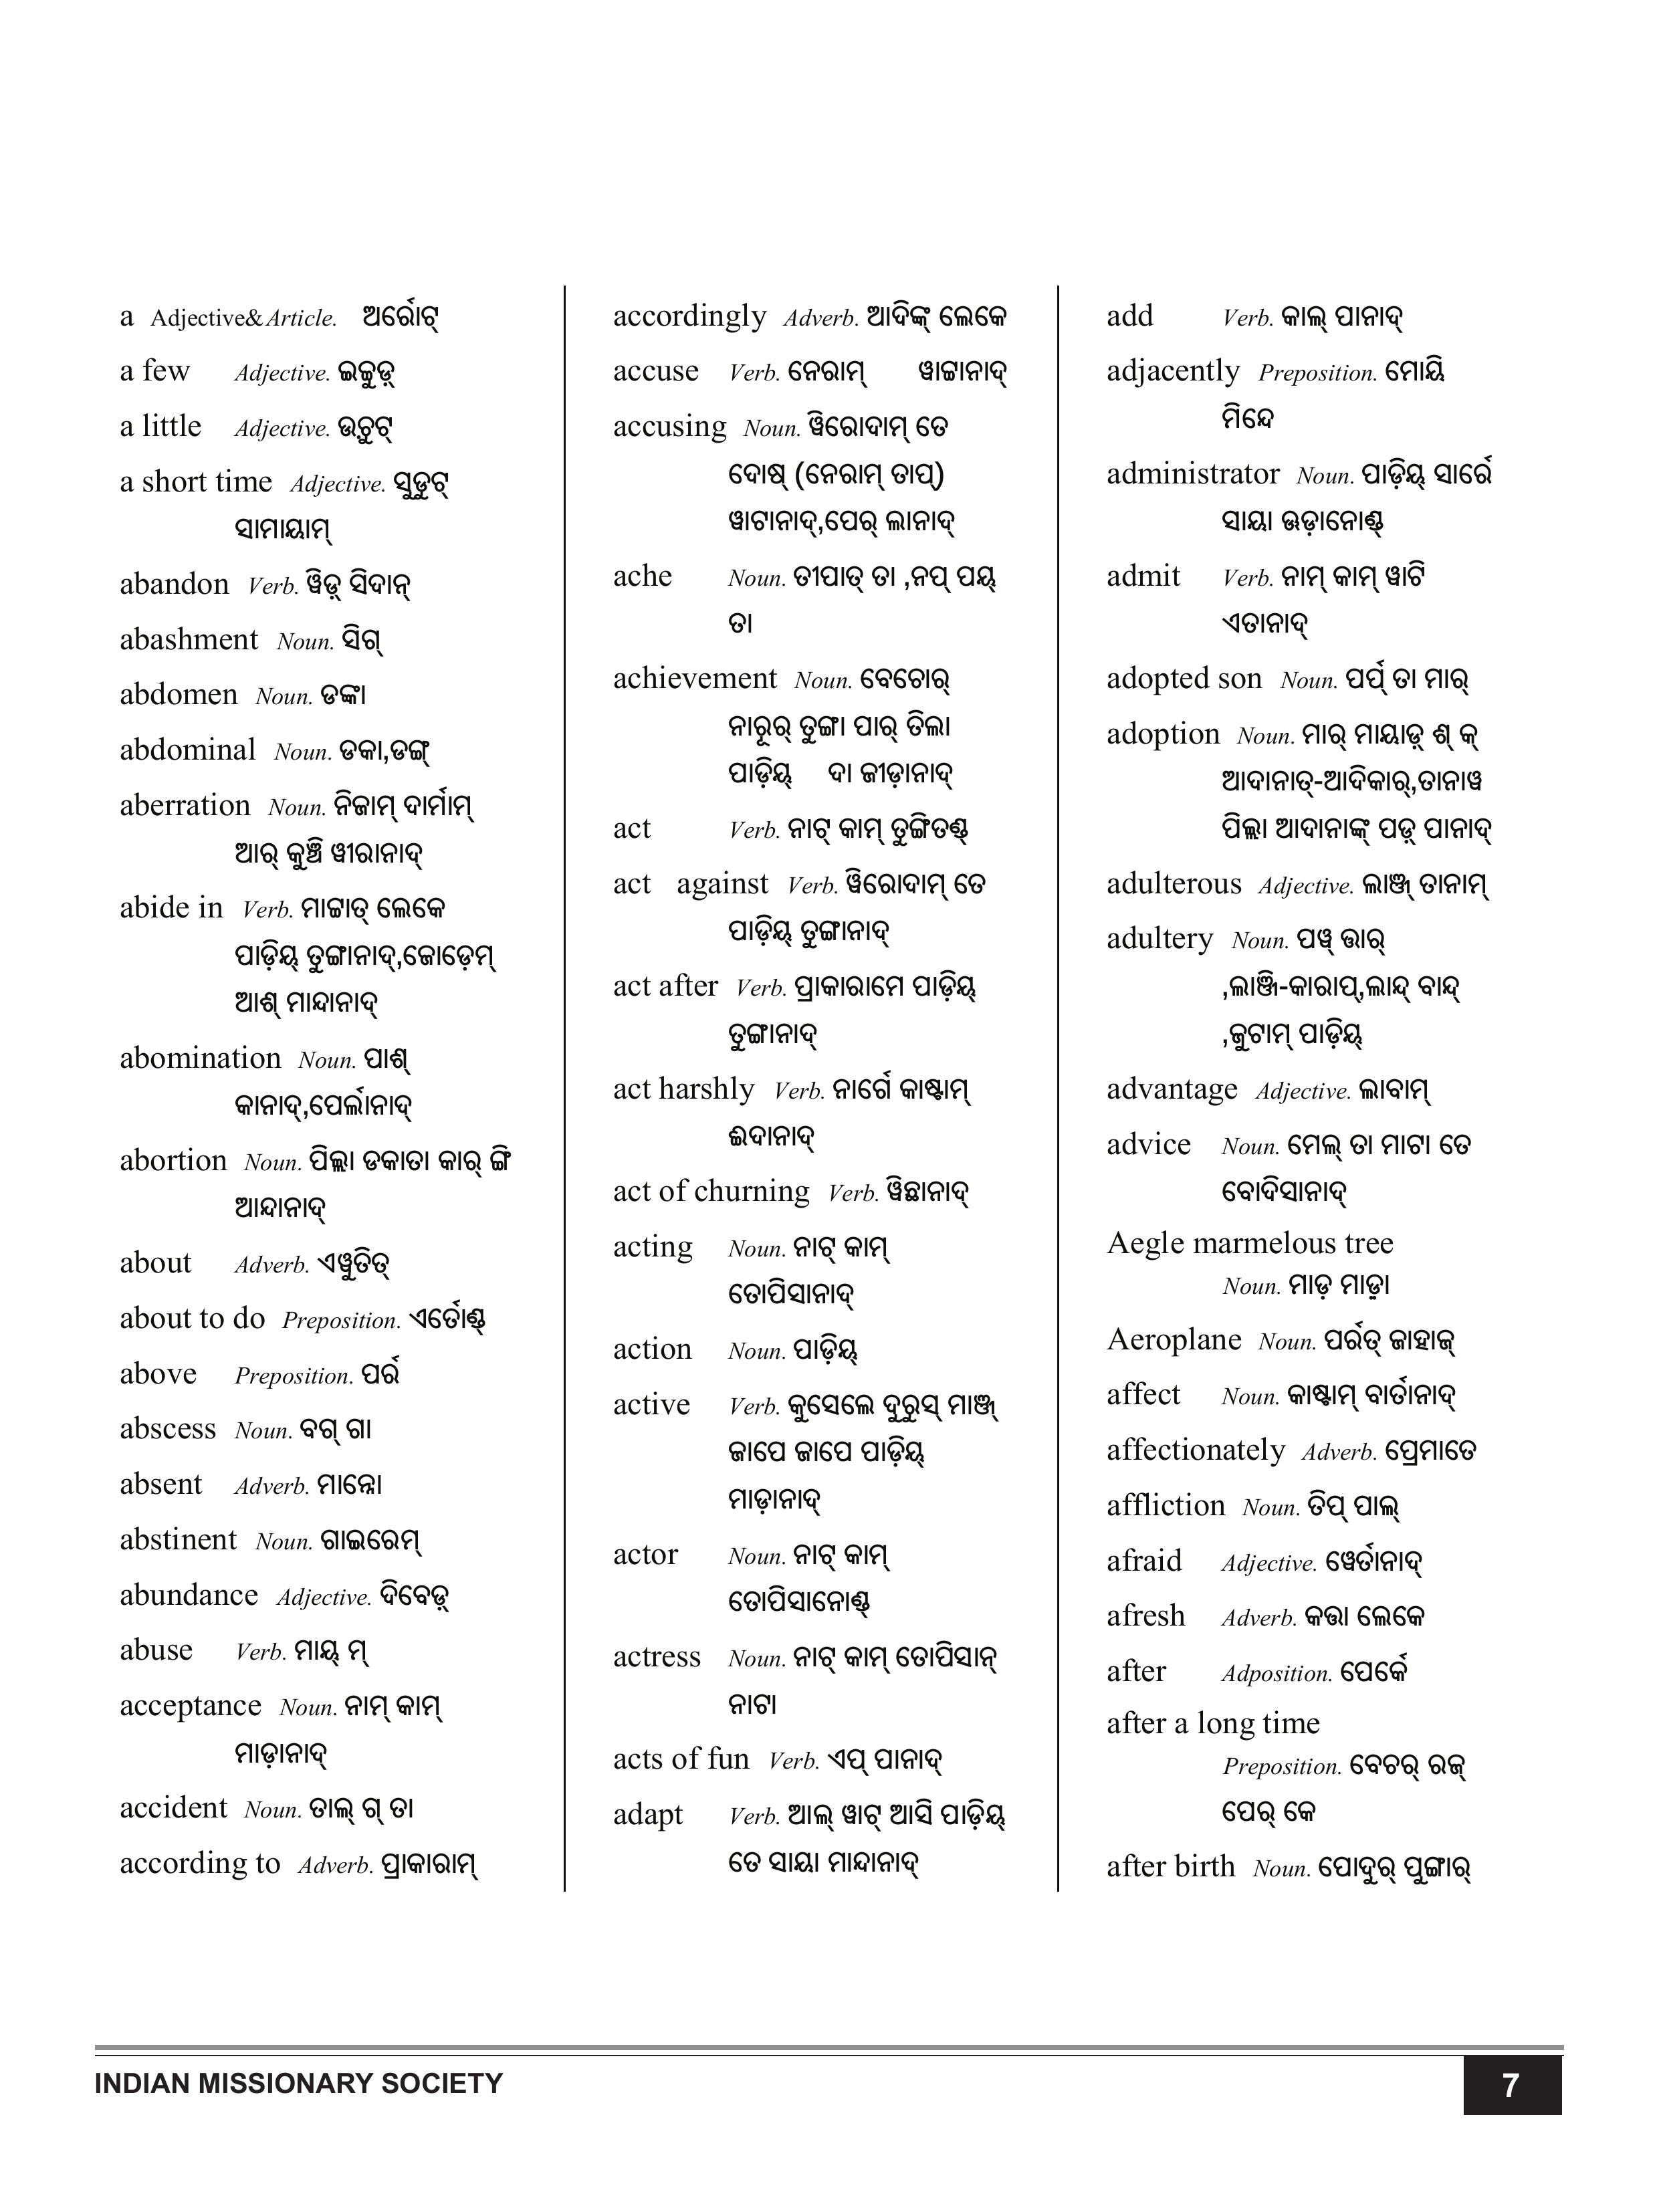 a Adjective&Article. ଅର୍ରୋଟ୍
a few Adjective. ଇଚ୍ଚୁଡ଼୍
a little Adjective. ଉଚୁଟ୍
a short time Adjective. ସୁଡୁଟ୍
ସାମାୟାମ୍
abandon Verb. ୱିଡ଼୍ ସିଦାନ୍
abashment Noun. ସିଗ୍
abdomen Noun. ଡଙ୍କା
abdominal Noun. ଡକା,ଡଙ୍ଗ୍
aberration Noun. ନିଜାମ୍ ଦାର୍ମାମ୍
ଆର୍ କୁଞ୍ଚି ୱୀରାନାଦ୍
abide in Verb. ମାଟ୍ଟାତ୍ ଲେକେ
ପାଡ଼ିୟ୍ ତୁଙ୍ଗାନାଦ୍,ଜୋଡ଼େମ୍
ଆଶ୍ ମାନ୍ଦାନାଦ୍
abomination Noun. ପାଶ୍
କାନାଦ୍,ପେର୍ଲାନାଦ୍
abortion Noun. ପିଲ୍ଲା ଡକାତା କାର୍ ଙ୍ଗି
ଆନ୍ଦାନାଦ୍
about Adverb. ଏୱୁତିତ୍
about to do Preposition. ଏର୍ତୋଣ୍ଡ୍
above Preposition. ପର୍ର
abscess Noun. ବଗ୍ ଗା
absent Adverb. ମାନ୍ନୋ
abstinent Noun. ଗାଇରେମ୍
abundance Adjective. ଦିବେଡ଼୍
abuse Verb. ମାୟ୍ ମ୍
acceptance Noun. ନାମ୍ କାମ୍
ମାଡ଼ାନାଦ୍
accident Noun. ତାଲ୍ ଗ୍ ତା
according to Adverb. ପ୍ରାକାରାମ୍
accordingly Adverb. ଆଦିଙ୍କ୍ ଲେକେ
accuse Verb. ନେରାମ୍ ୱାଟ୍ଟାନାଦ୍
accusing Noun. ୱିରୋଦାମ୍ ତେ
ଦୋଷ୍ (ନେରାମ୍ ତାପ୍)
ୱାଟାନାଦ୍,ପେର୍ ଲାନାଦ୍
ache Noun. ତୀପାତ୍ ତା ,ନପ୍ ପୟ୍
ତା
achievement Noun. ବେଚୋର୍
ନାରୂର୍ ତୁଙ୍ଗା ପାର୍ ତିଲା
ପାଡ଼ିୟ୍ ଦା ଜୀଡ଼ାନାଦ୍
act Verb. ନାଟ୍ କାମ୍ ତୁଙ୍ଗିତଣ୍ଡ୍
act against Verb. ୱିରୋଦାମ୍ ତେ
ପାଡ଼ିୟ୍ ତୁଙ୍ଗାନାଦ୍
act after Verb. ପ୍ରାକାରାମେ ପାଡ଼ିୟ୍
ତୁଙ୍ଗାନାଦ୍
act harshly Verb. ନାର୍ଗେ କାଷ୍ଟାମ୍
ଈଦାନାଦ୍
act of churning Verb. ୱିଛାନାଦ୍
acting Noun. ନାଟ୍ କାମ୍
ତୋପିସାନାଦ୍
action Noun. ପାଡ଼ିୟ୍
active Verb. କୁସେଲେ ଦୁରୁସ୍ ମାଞ୍ଜ୍
ଜାପେ ଜାପେ ପାଡ଼ିୟ୍
ମାଡ଼ାନାଦ୍
actor Noun. ନାଟ୍ କାମ୍
ତୋପିସାନୋଣ୍ଡ୍
actress Noun. ନାଟ୍ କାମ୍ ତୋପିସାନ୍
ନାଟା
acts of fun Verb. ଏପ୍ ପାନାଦ୍
adapt Verb. ଆଲ୍ ୱାଟ୍ ଆସି ପାଡ଼ିୟ୍
ତେ ସାୟା ମାନ୍ଦାନାଦ୍
add Verb. କାଲ୍ ପାନାଦ୍
adjacently Preposition. ମୋୟି
ମିନ୍ଦେ
administrator Noun. ପାଡ଼ିୟ୍ ସାର୍ରେ
ସାୟା ଊଡ଼ାନୋଣ୍ଡ୍
admit Verb. ନାମ୍ କାମ୍ ୱାଟି
ଏତାନାଦ୍
adopted son Noun. ପର୍ପ୍ ତା ମାର୍
adoption Noun. ମାର୍ ମାୟାଡ଼୍ ଶ୍ କ୍
ଆଦାନାତ୍-ଆଦିକାର୍,ତାନାୱ
ପିଲ୍ଲା ଆଦାନାଙ୍କ୍ ପଡ଼୍ ପାନାଦ୍
adulterous Adjective. ଲାଞ୍ଜ୍ ତାନାମ୍
adultery Noun. ପୱ୍ ଭାର୍
,ଲାଞ୍ଜି-କାରାପ୍,ଲାନ୍ଦ୍ ବାନ୍ଦ୍
,ଜୁଟାମ୍ ପାଡ଼ିୟ୍
advantage Adjective. ଲାବାମ୍
advice Noun. ମେଲ୍ ତା ମାଟା ତେ
ବୋଦିସାନାଦ୍
Aegle marmelous tree
Noun. ମାଡ଼ ମାଡ଼ା
Aeroplane Noun. ପର୍ରତ୍ ଜାହାଜ୍
affect Noun. କାଷ୍ଟାମ୍ ବାର୍ତାନାଦ୍
affectionately Adverb. ପ୍ରେମାତେ
affliction Noun. ତିପ୍ ପାଲ୍
afraid Adjective. ୱେର୍ତାନାଦ୍
afresh Adverb. କତ୍ତା ଲେକେ
after Adposition. ପେର୍କେ
after a long time
Preposition. ବେଚର୍ ରଜ୍
ପେର୍ କେ
after birth Noun. ପୋଦୁର୍ ପୁଙ୍ଗାର୍
INDIAN MISSIONARY SOCIETY
7